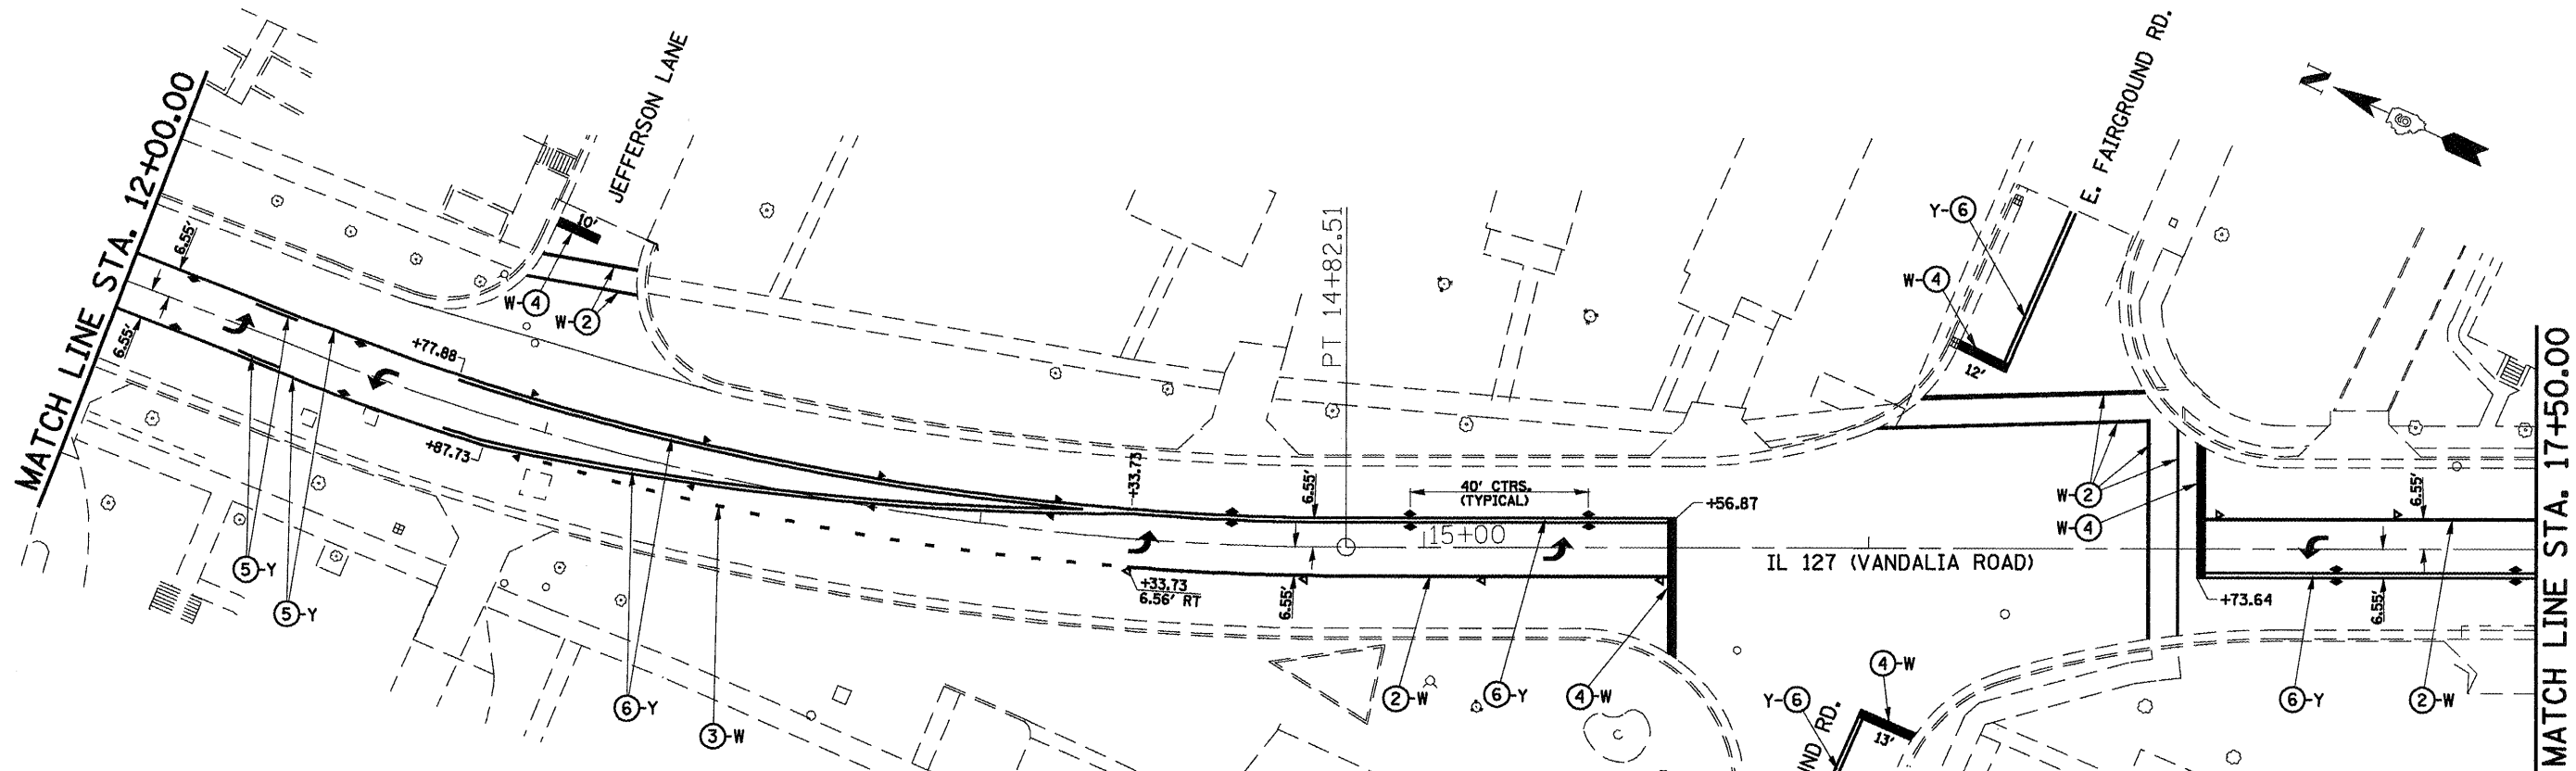 MATCH LINE STA. 12+00.00
6.55'
6.55'
JEFFERSON LANE
10'
W-4
W-2
+77.88
+87.73
5-Y
5-Y
6-Y
3-W
+33.73
+33.73
6.56' RT
PT 14+82.51
6.55'
6.55'
40' CTRS.
(TYPICAL)
15+00
+56.87
2-W
6-Y
4-W
IL 127 (VANDALIA ROAD)
E. FAIRGROUND RD.
Y-6
W-4
12'
W-2
W-4
N
6.55'
6.55'
+73.64
4-W
Y-6
13'
UND RD.
6-Y
2-W
MATCH LINE STA. 17+50.00